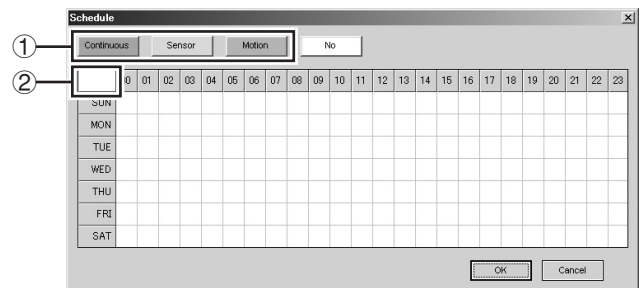 Schedule
① Continuous Sensor Motion No
② 00 01 02 03 04 05 06 07 08 09 10 11 12 13 14 15 16 17 18 19 20 21 22 23
SUN
MON
TUE
WED
THU
FRI
SAT
OK Cancel